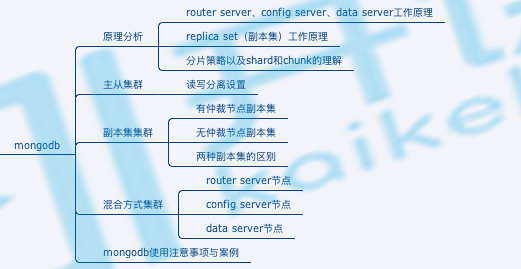 router server、config server、data server工作原理
原理分析
replica set（副本集）工作原理
分片策略以及shard和chunk的理解
主从集群
读写分离设置
有仲裁节点副本集
副本集集群
无仲裁节点副本集
mongodb
两种副本集的区别
router server节点
混合方式集群
config server节点
data server节点
mongodb使用注意事项与案例